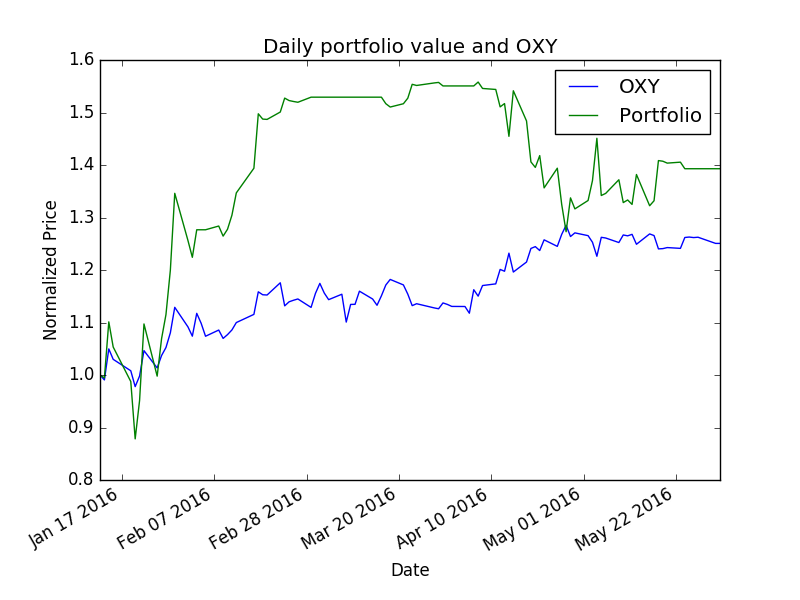 Daily portfolio value and OXY
1.6
1.5
1.4
1.3
1.2
1.1
1.0
0.9
0.8
Normalized Price
OXY
Portfolio
Jan 17 2016
Feb 07 2016
Feb 28 2016
Mar 20 2016
Apr 10 2016
May 01 2016
May 22 2016
Date